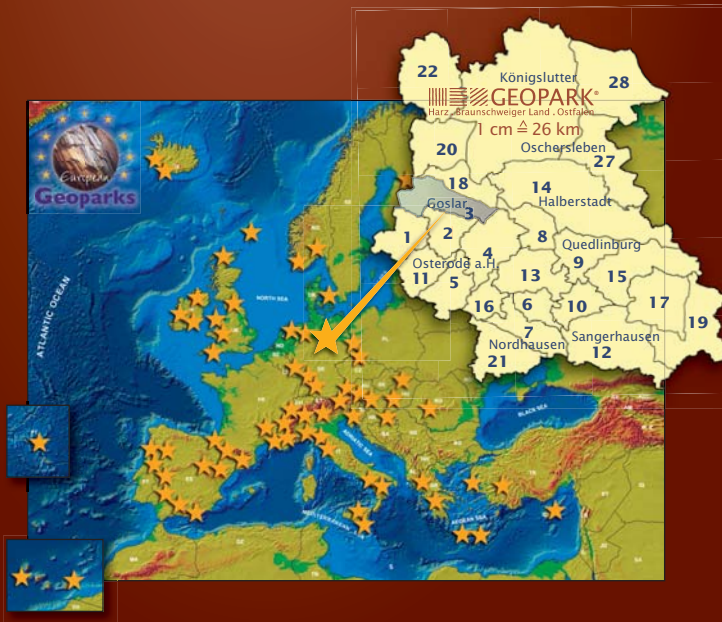 22
Königslutter
28
GEOPARK®
Harz . Braunschweiger Land . Ostfalen
1 cm ≙ 26 km
20
Oschersleben
27
18
14
Goslar
Halberstadt
3
1
2
8
Quedlinburg
4
9
Osterode a.H.
11
5
13
15
16
6
10
17
19
7
Nordhausen
Sangerhausen
12
21
European
Geoparks
ATLANTIC OCEAN
NORTH SEA
BLACK SEA
ADRIATIC SEA
MEDITERRANEAN
AEGEAN SEA